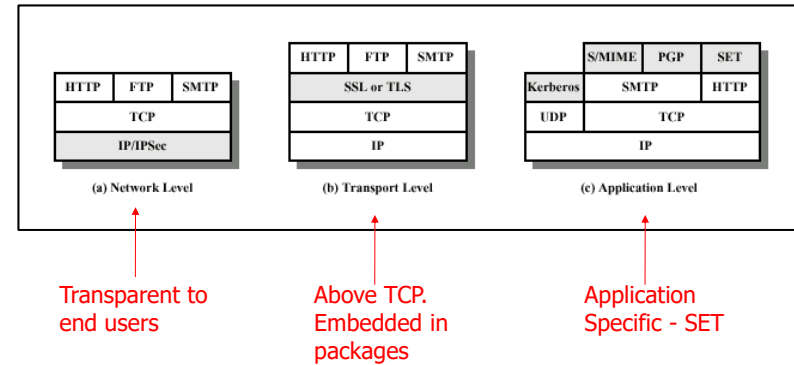 HTTP FTP SMTP
TCP
IP/IPSec
(a) Network Level
HTTP FTP SMTP
SSL or TLS
TCP
IP
(b) Transport Level
S/MIME PGP SET
Kerberos SMTP HTTP
UDP TCP
IP
(c) Application Level
Transparent to
end users
Above TCP.
Embedded in
packages
Application
Specific - SET